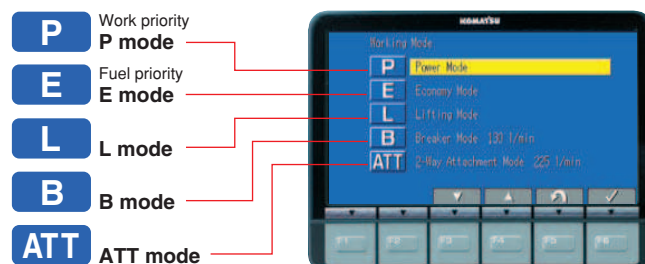 P
Work priority
P mode
E
Fuel priority
E mode
L
L mode
B
B mode
ATT
ATT mode
KOMATSU
Working Mode
P Power Mode
E Economy Mode
L Lifting Mode
B Breaker Mode 130 l/min
ATT 2-Way Attachment Mode 225 l/min
F1 F2 F3 F4 F5 F6